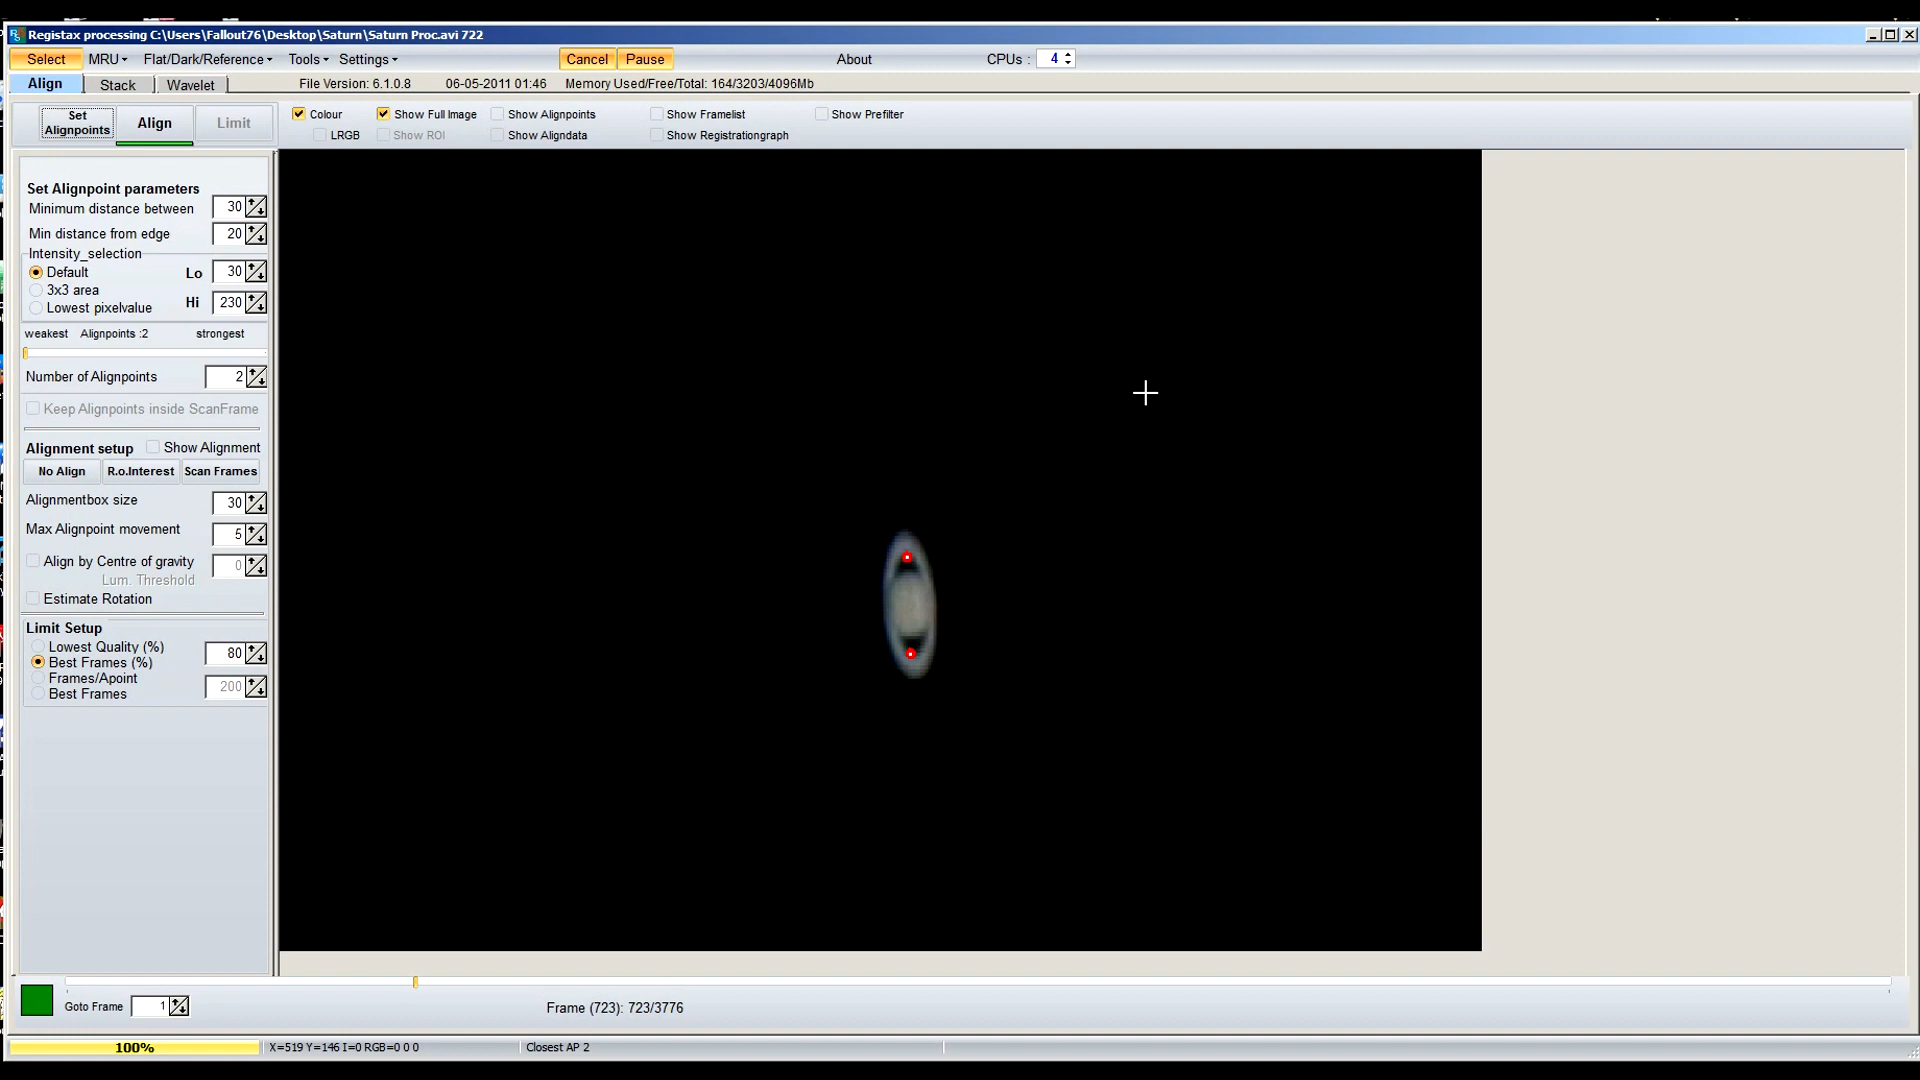 Registax processing C:\Users\Fallout76\Desktop\Saturn\Saturn Proc.avi 722
Select MRU Flat/Dark/Reference Tools Settings Cancel Pause About CPUs : 4
Align Stack Wavelet File Version: 6.1.0.8 06-05-2011 01:46 Memory Used/Free/Total: 164/3203/4096Mb
Set Alignpoints Align Limit
Colour Show Full Image Show Alignpoints Show Framelist Show Prefilter
LRGB Show ROI Show Aligndata Show Registrationgraph
Set Alignpoint parameters
Minimum distance between 30
Min distance from edge 20
Intensity_selection
Default Lo 30
3x3 area
Lowest pixelvalue Hi 230
weakest Alignpoints :2 strongest
Number of Alignpoints 2
Keep Alignpoints inside ScanFrame
Alignment setup Show Alignment
No Align R.o.Interest Scan Frames
Alignmentbox size 30
Max Alignpoint movement 5
Align by Centre of gravity 0
Lum. Threshold
Estimate Rotation
Limit Setup
Lowest Quality (%)
Best Frames (%) 80
Frames/Apoint
Best Frames 200
Goto Frame 1 Frame (723): 723/3776
100% X=519 Y=146 I=0 RGB=0 0 0 Closest AP 2